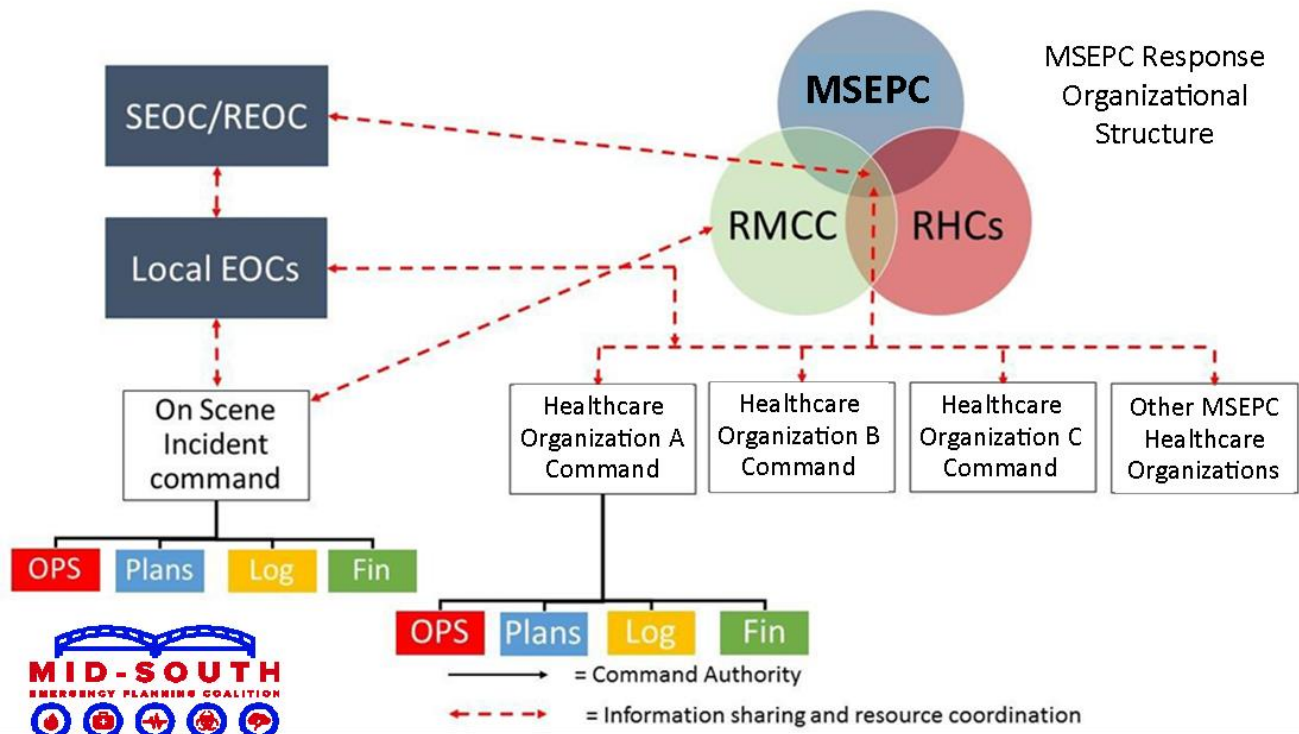 MSEPC Response
Organizational
Structure
MSEPC
RMCC
RHCs
SEOC/REOC
Local EOCs
On Scene
Incident
command
OPS
Plans
Log
Fin
Healthcare
Organization A
Command
Healthcare
Organization B
Command
Healthcare
Organization C
Command
Other MSEPC
Healthcare
Organizations
OPS
Plans
Log
Fin
= Command Authority
= Information sharing and resource coordination
MID-SOUTH
EMERGENCY PLANNING COALITION